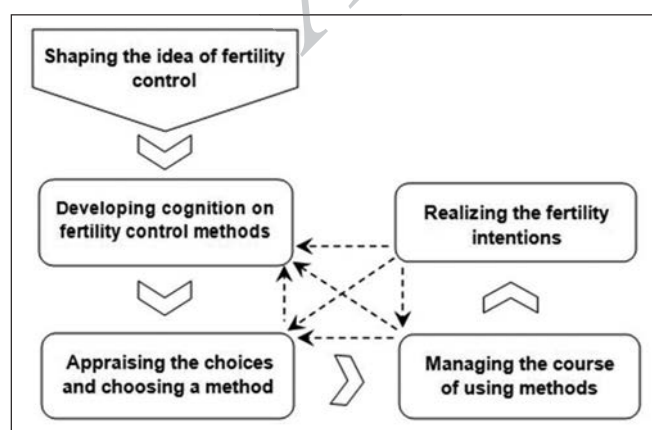 Shaping the idea of fertility
control
Developing cognition on
fertility control methods
Realizing the fertility
intentions
Appraising the choices
and choosing a method
Managing the course
of using methods